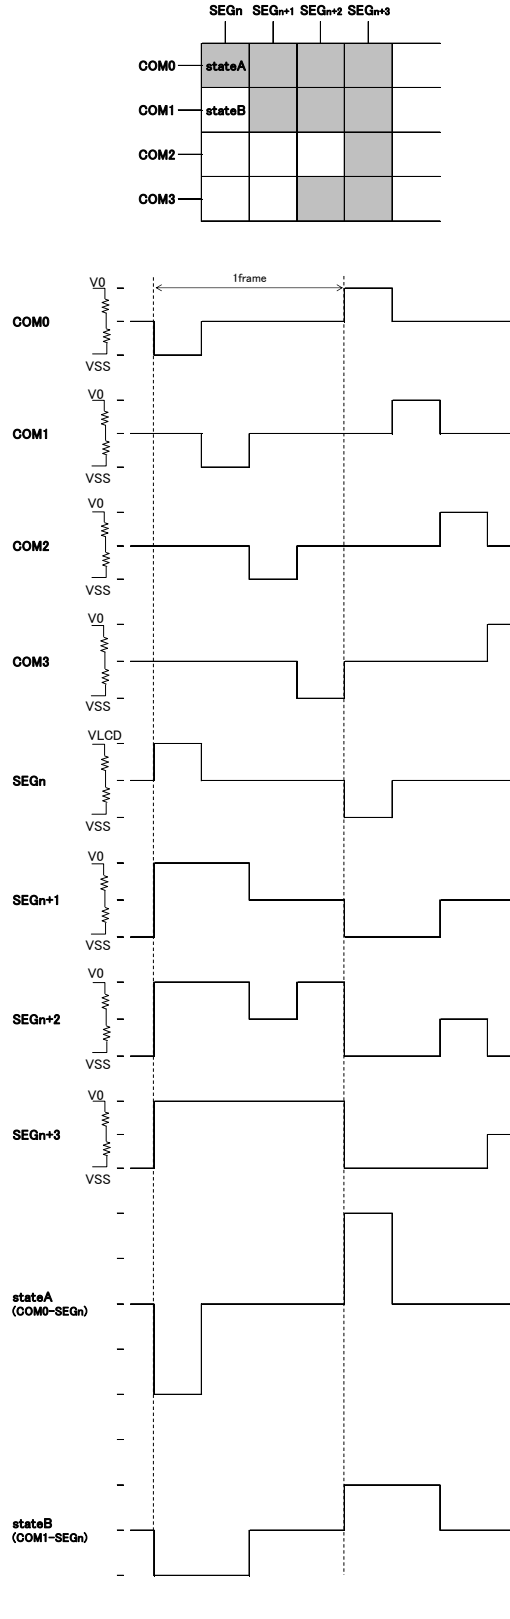 SEGn SEGn+1 SEGn+2 SEGn+3
COM0 stateA
COM1 stateB
COM2
COM3
1frame
V0
COM0
VSS
V0
COM1
VSS
V0
COM2
VSS
V0
COM3
VSS
VLCD
SEGn
VSS
V0
SEGn+1
VSS
V0
SEGn+2
VSS
V0
SEGn+3
VSS
stateA
(COM0-SEGn)
stateB
(COM1-SEGn)